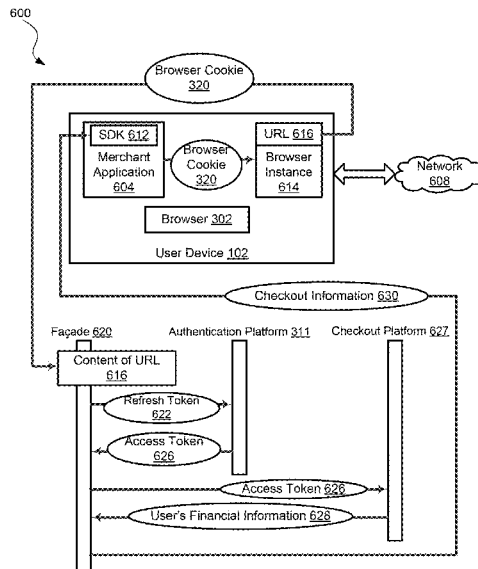 600
Browser Cookie
320
SDK 612
Merchant
Application
604
Browser
Cookie
320
URL 616
Browser
Instance
614
Network
608
Browser 302
User Device 102
Checkout Information 630
Façade 620
Authentication Platform 311
Checkout Platform 627
Content of URL
616
Refresh Token
622
Access Token
626
Access Token 626
User's Financial Information 628